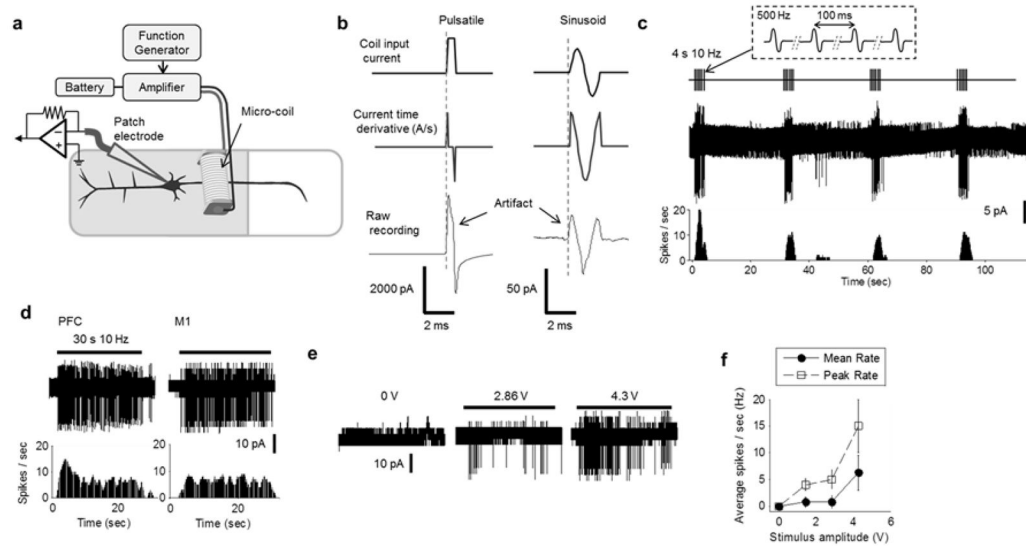 a
Function
Generator
Battery
Amplifier
Micro-coil
Patch
electrode
b
Pulsatile
Sinusoid
Coil input
current
Current time
derivative (A/s)
Artifact
Raw
recording
2000 pA
2 ms
50 pA
2 ms
c
500 Hz
100 ms
4 s 10 Hz
5 pA
Spikes / sec
20
10
0
0 20 40 60 80 100
Time (sec)
d
PFC
M1
30 s 10 Hz
10 pA
Spikes / sec
20
10
0
0 20
Time (sec)
20
10
0
0 20
Time (sec)
e
0 V
2.86 V
4.3 V
10 pA
f
Mean Rate
Peak Rate
Average spikes / sec (Hz)
20
15
10
5
0
0 2 4 6
Stimulus amplitude (V)